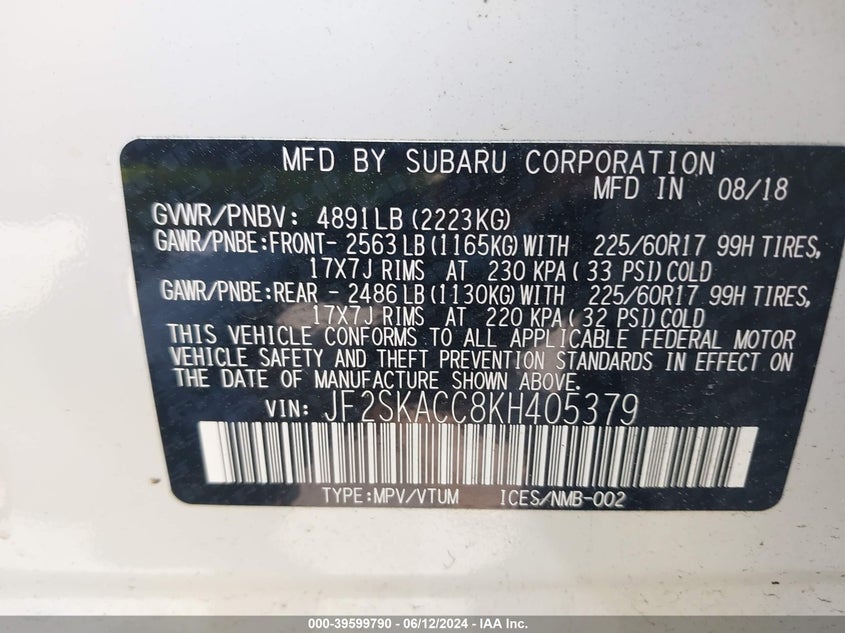 MFD BY SUBARU CORPORATION
MFD IN 08/18
GVWR/PNBV: 4891LB (2223KG)
GAWR/PNBE:FRONT- 2563LB (1165KG) WITH 225/60R17 99H TIRES,
17X7J RIMS AT 230 KPA( 33 PSI) COLD
GAWR/PNBE:REAR - 2486LB (1130KG) WITH 225/60R17 99H TIRES,
17X7J RIMS AT 220 KPA( 32 PSI) COLD
THIS VEHICLE CONFORMS TO ALL APPLICABLE FEDERAL MOTOR
VEHICLE SAFETY AND THEFT PREVENTION STANDARDS IN EFFECT ON
THE DATE OF MANUFACTURE SHOWN ABOVE.
VIN: JF2SKACC8KH405379
TYPE:MPV/VTUM ICES/NMB-002
000-39599790 - 06/12/2024 - IAA Inc.